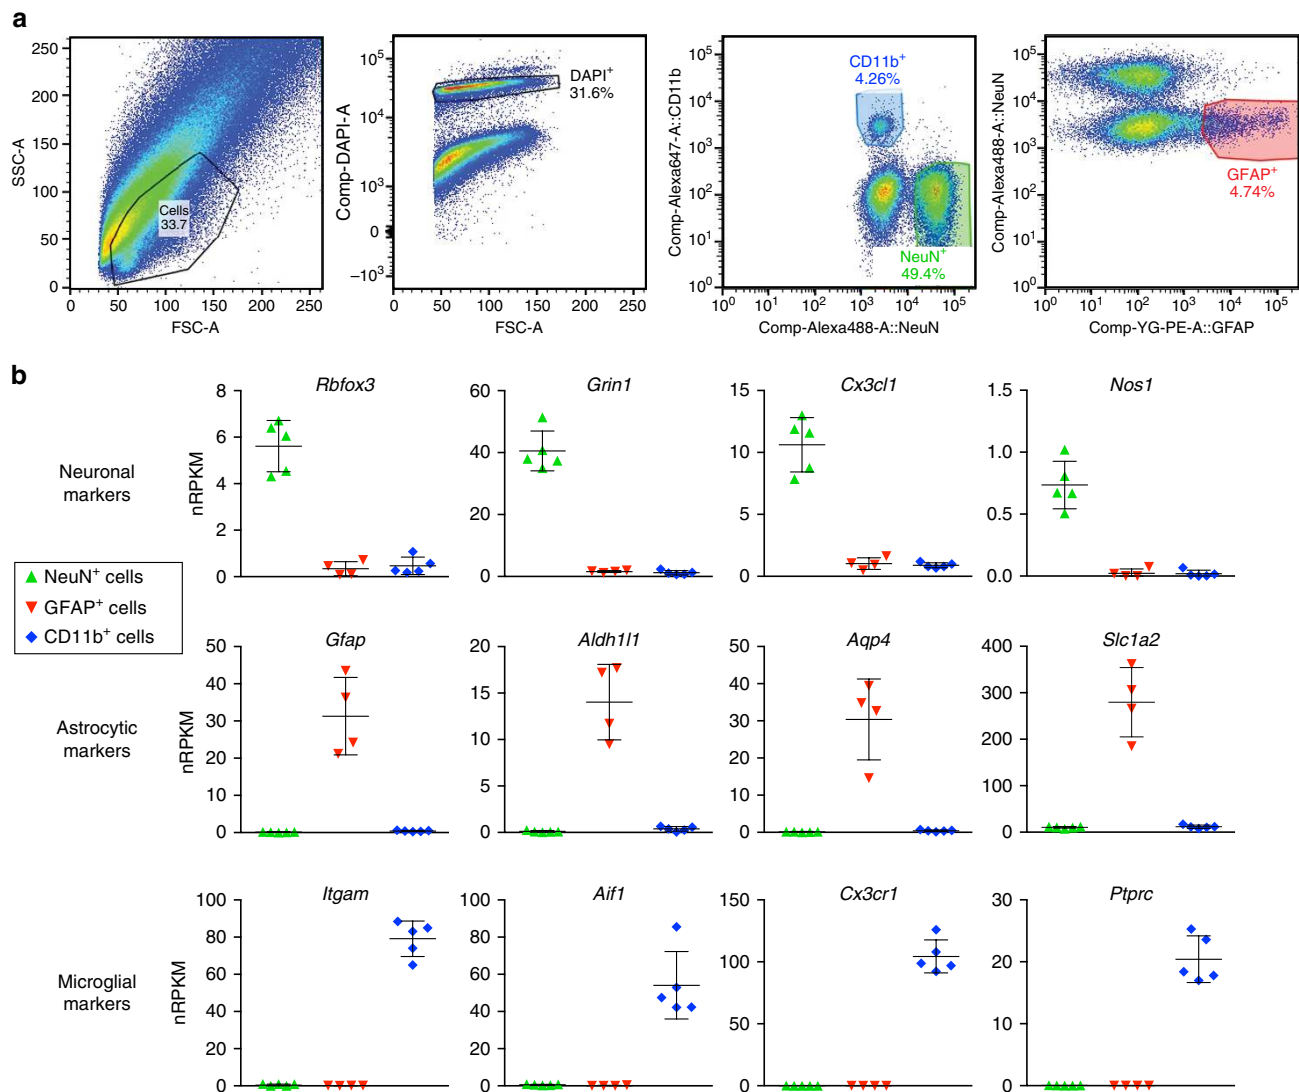 a
250
200
150
100
50
0
SSC-A
Cells
33.7
0 50 100 150 200 250
FSC-A
10⁵
10⁴
10³
0
–10³
Comp-DAPI-A
DAPI⁺
31.6%
0 50 100 150 200 250
FSC-A
10⁵
10⁴
10³
10²
10¹
10⁰
Comp-Alexa647-A::CD11b
CD11b⁺
4.26%
NeuN⁺
49.4%
10⁰ 10¹ 10² 10³ 10⁴ 10⁵
Comp-Alexa488-A::NeuN
10⁵
10⁴
10³
10²
10¹
10⁰
Comp-Alexa488-A::NeuN
GFAP⁺
4.74%
10⁰ 10¹ 10² 10³ 10⁴ 10⁵
Comp-YG-PE-A::GFAP
b
Neuronal
markers
nRPKM
Rbfox3
8
6
4
2
0
Grin1
60
40
20
0
Cx3cl1
15
10
5
0
Nos1
1.5
1.0
0.5
0.0
NeuN⁺ cells
GFAP⁺ cells
CD11b⁺ cells
Astrocytic
markers
nRPKM
Gfap
50
40
30
20
10
0
Aldh1l1
20
15
10
5
0
Aqp4
50
40
30
20
10
0
Slc1a2
400
300
200
100
0
Microglial
markers
nRPKM
Itgam
100
80
60
40
20
0
Aif1
100
80
60
40
20
0
Cx3cr1
150
100
50
0
Ptprc
30
20
10
0